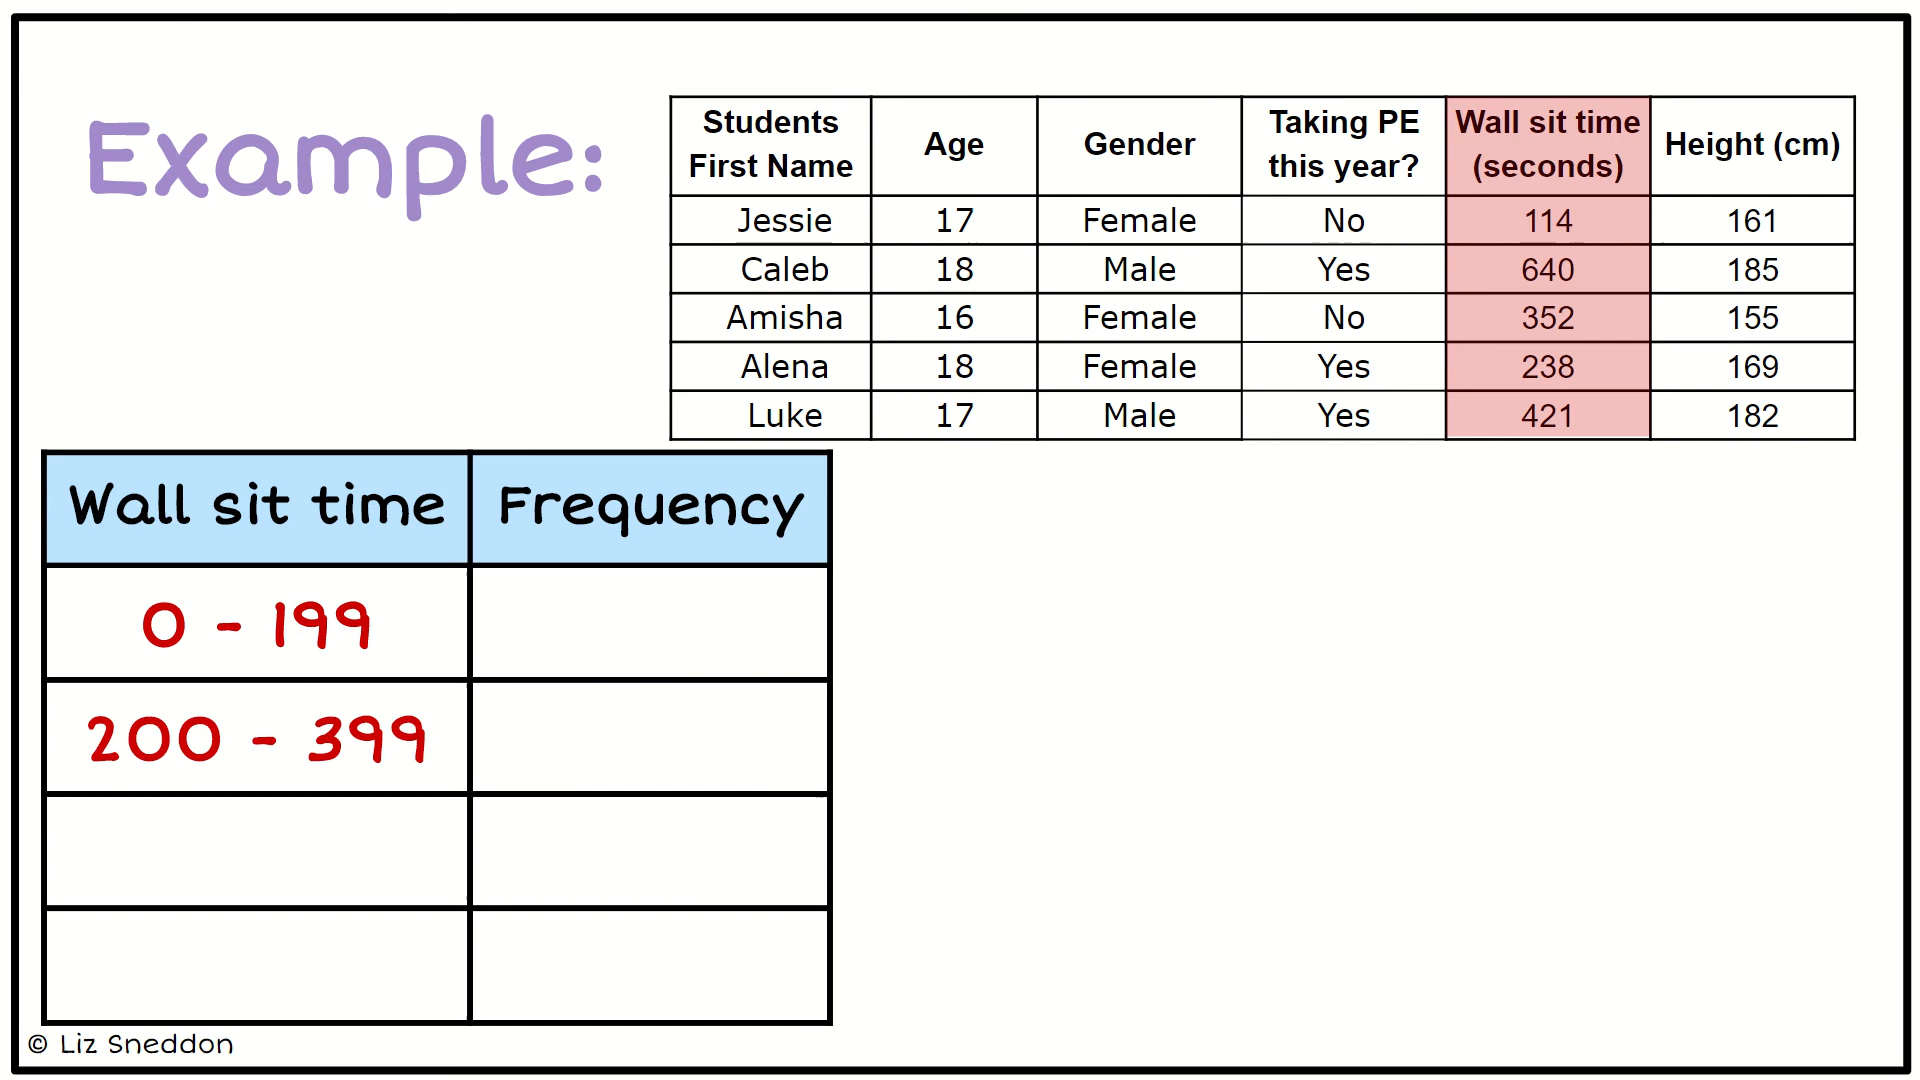 Example:
Students First Name	Age	Gender	Taking PE this year?	Wall sit time (seconds)	Height (cm)
Jessie	17	Female	No	114	161
Caleb	18	Male	Yes	640	185
Amisha	16	Female	No	352	155
Alena	18	Female	Yes	238	169
Luke	17	Male	Yes	421	182
Wall sit time	Frequency
0 - 199
200 - 399
© Liz Sneddon